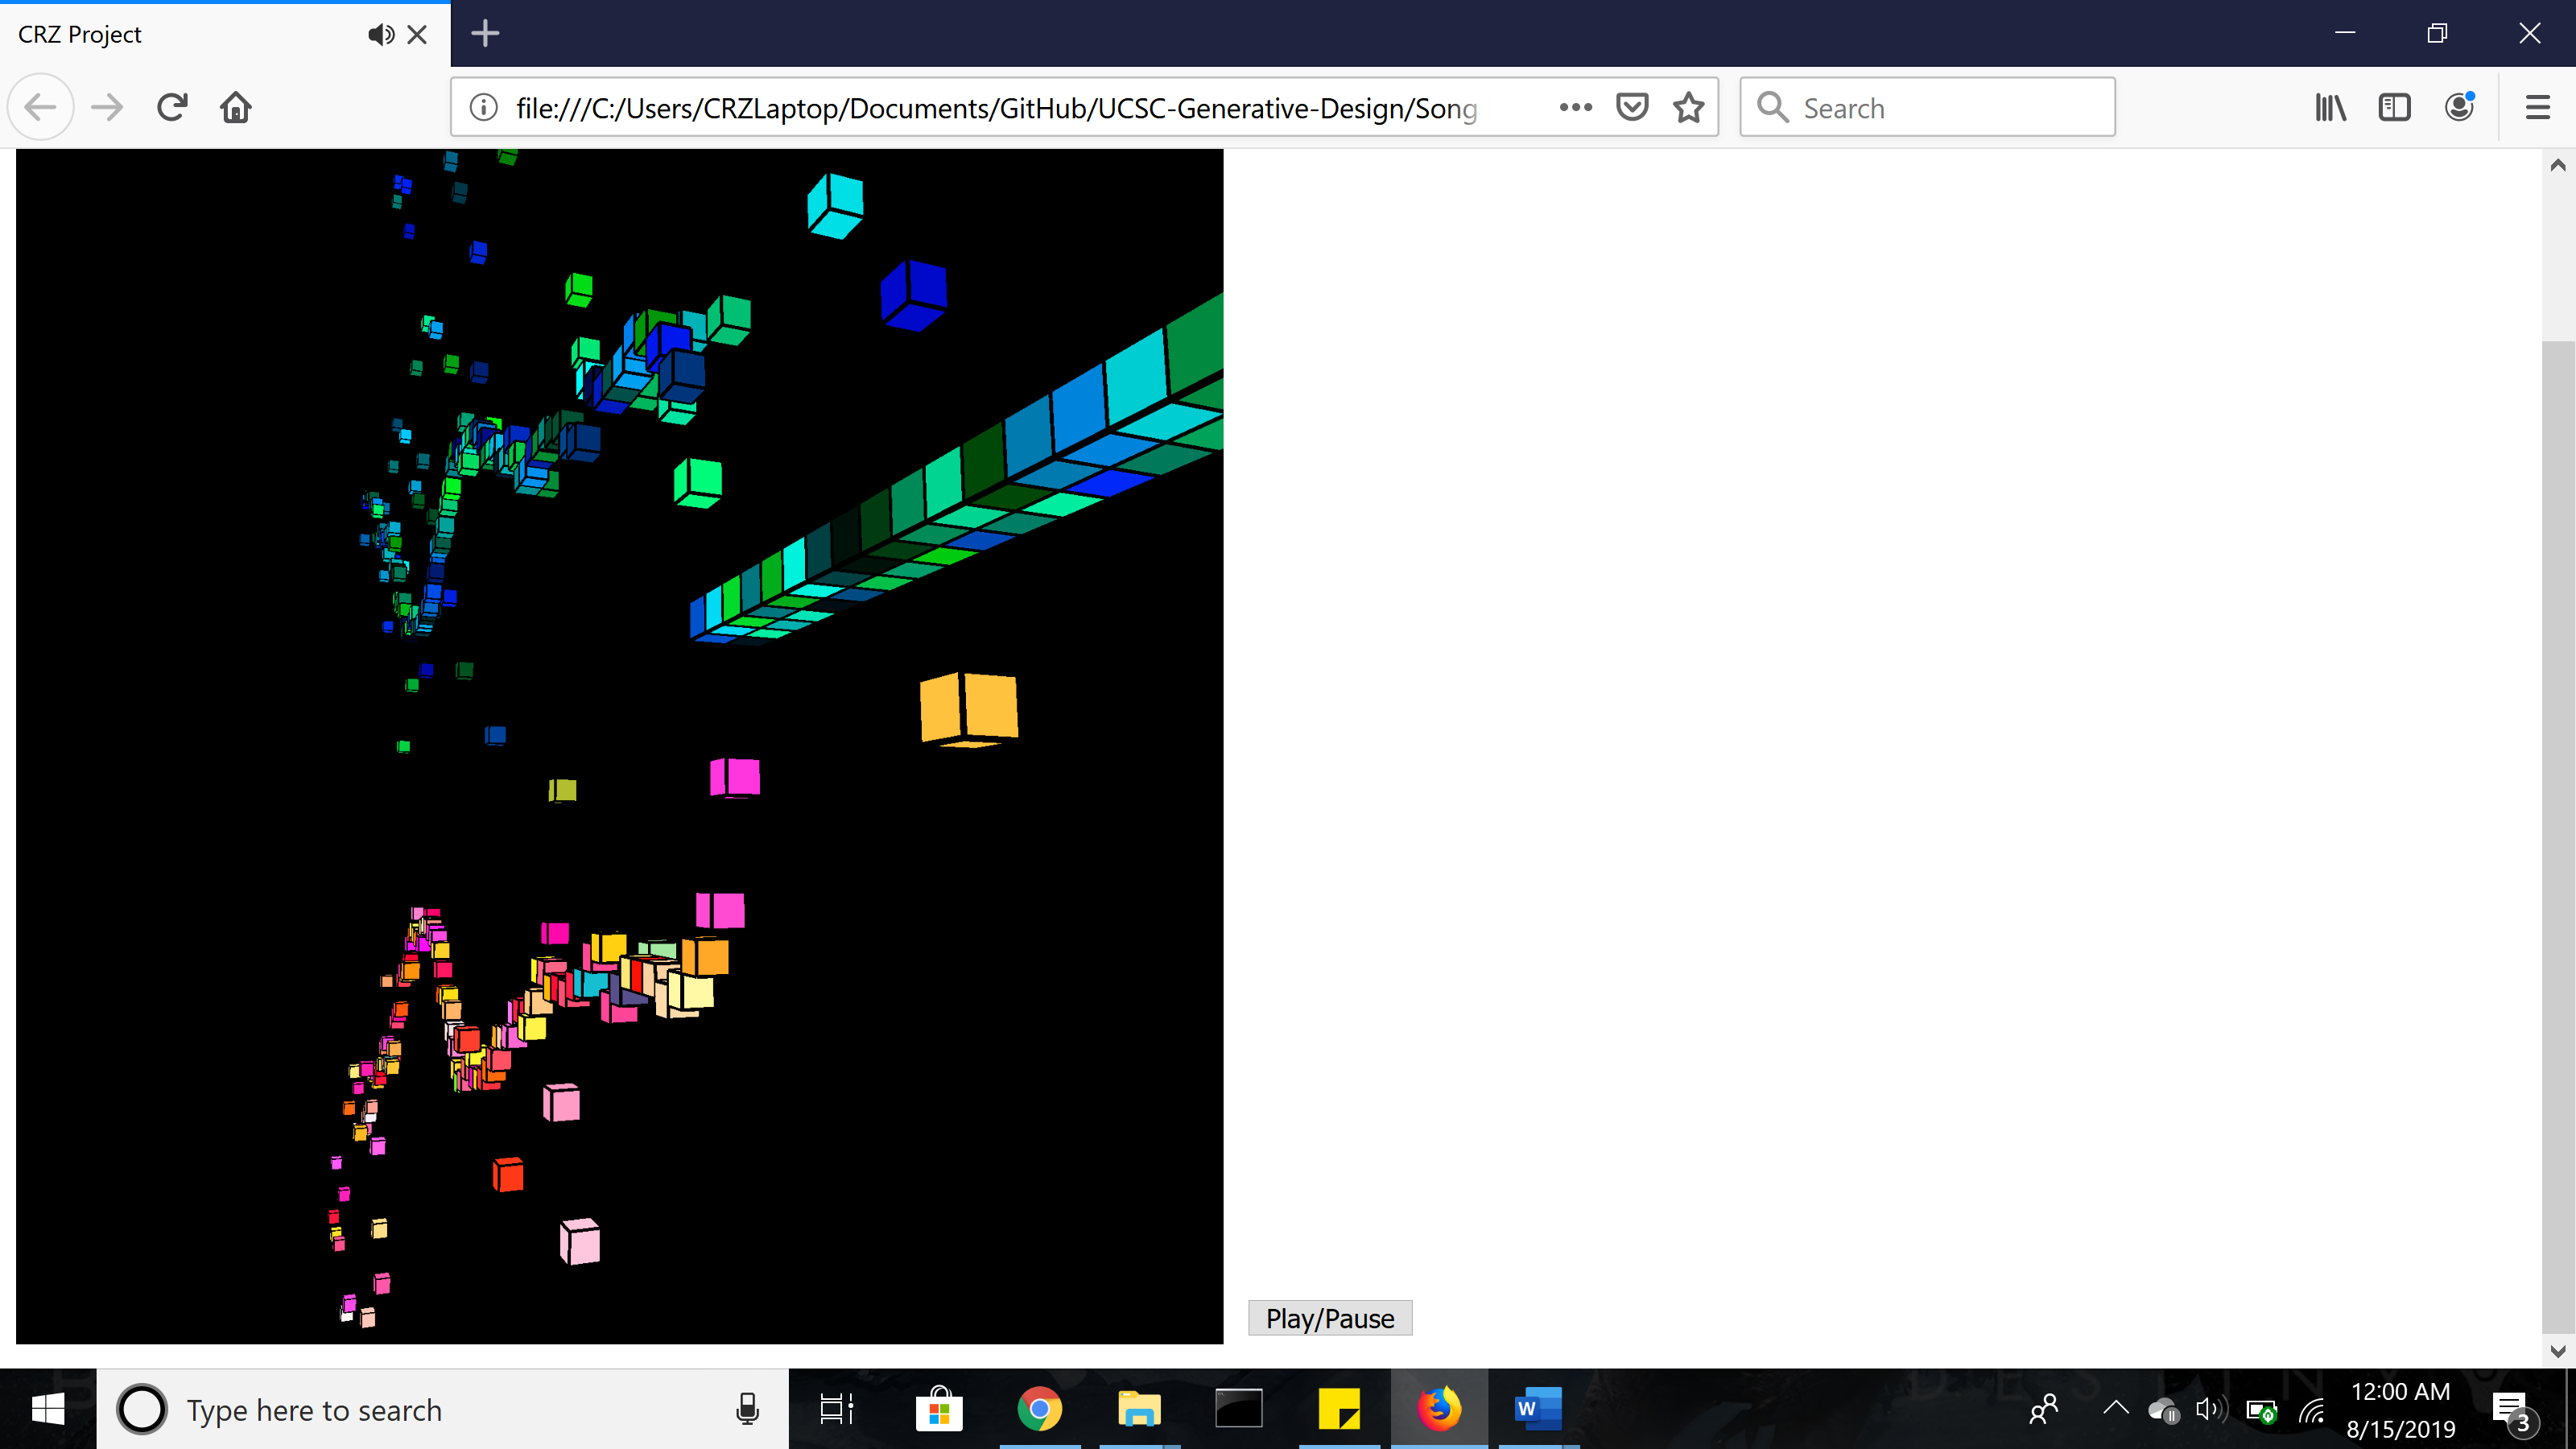 CRZ Project
file:///C:/Users/CRZLaptop/Documents/GitHub/UCSC-Generative-Design/Song
Search
Play/Pause
Type here to search
W
12:00 AM
8/15/2019
3